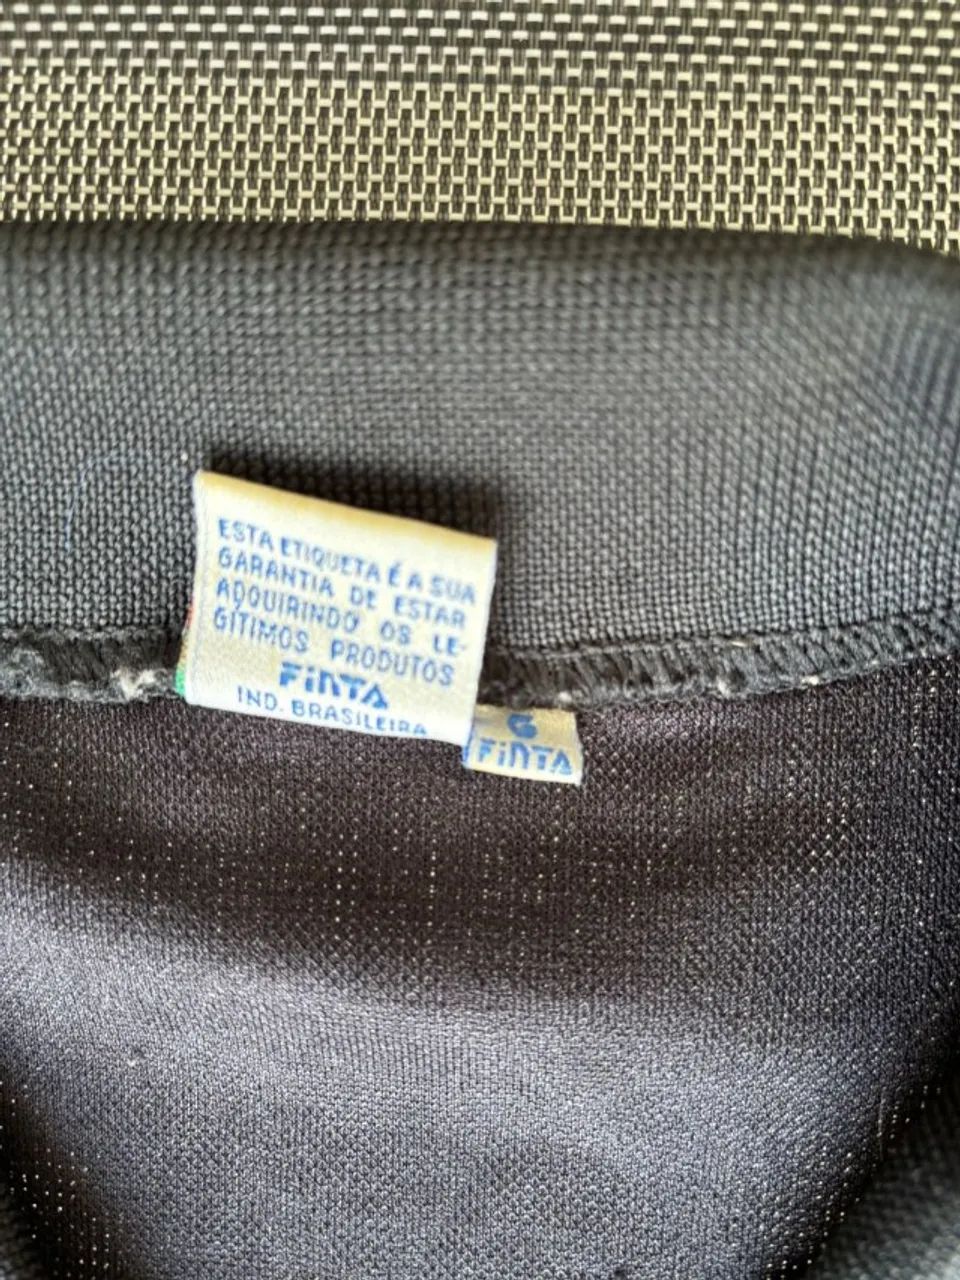 ESTA ETIQUETA É A SUA
GARANTIA DE ESTAR
ADQUIRINDO OS LE-
GÍTIMOS PRODUTOS
FINTA
IND. BRASILEIRA
G
FINTA